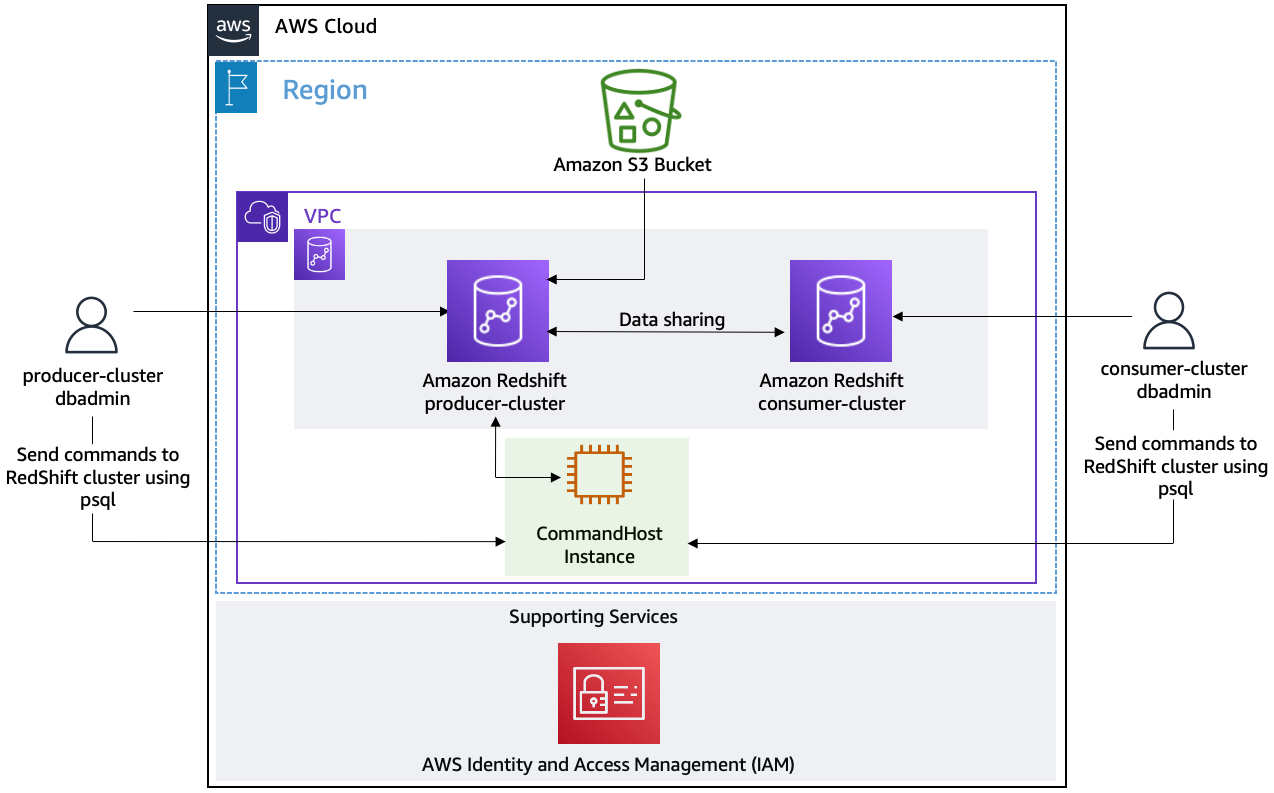 aws
AWS Cloud
Region
Amazon S3 Bucket
VPC
Data sharing
Amazon Redshift
producer-cluster
Amazon Redshift
consumer-cluster
producer-cluster
dbadmin
Send commands to
RedShift cluster using
psql
consumer-cluster
dbadmin
Send commands to
RedShift cluster using
psql
CommandHost
Instance
Supporting Services
AWS Identity and Access Management (IAM)